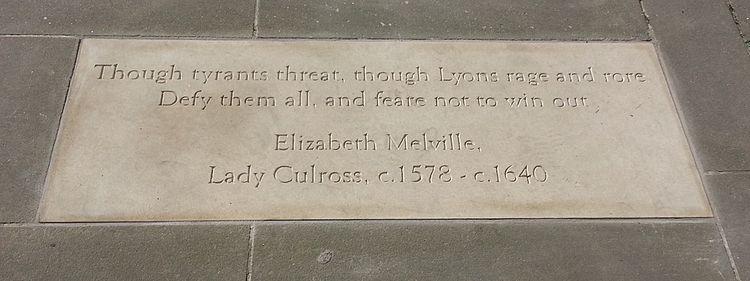 Though tyrants threat, though Lyons rage and rore
Defy them all, and feare not to win out
Elizabeth Melville,
Lady Culross, c.1578 - c.1640